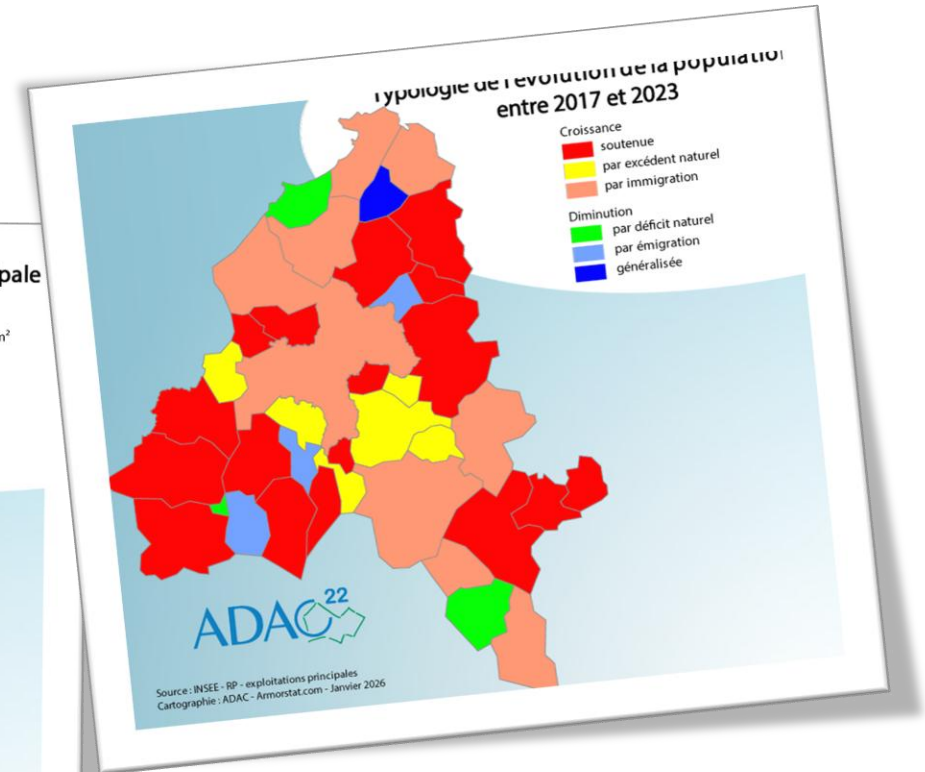 pale
Typologie de l'évolution de la population
entre 2017 et 2023
Croissance
soutenue
par excédent naturel
par immigration
Diminution
par déficit naturel
par émigration
généralisée
ADAC 22
Source : INSEE - RP - exploitations principales
Cartographie : ADAC - Armorstat.com - Janvier 2026